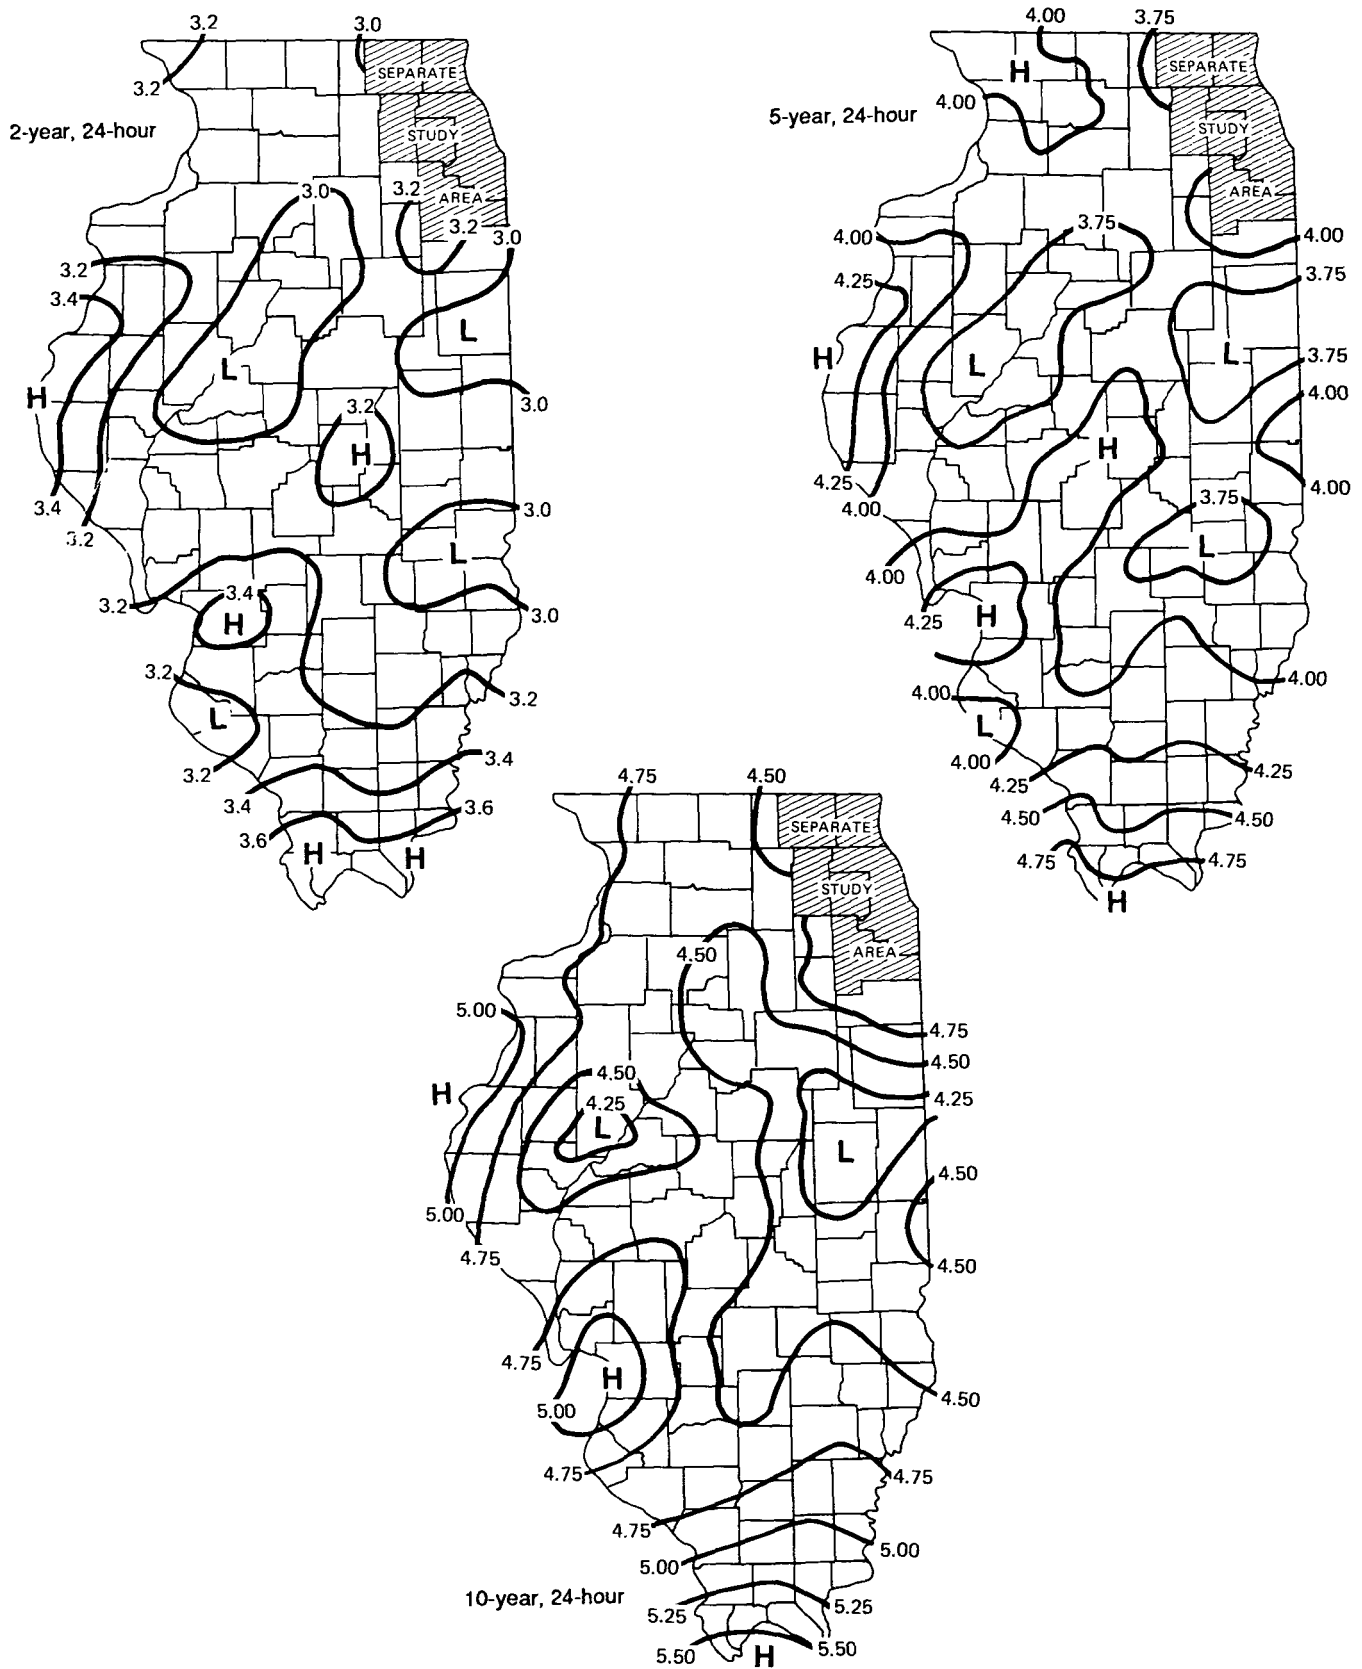 3.2
3.0
SEPARATE
3.2
2-year, 24-hour
STUDY
3.0
3.2
AREA
3.2
3.0
3.2
3.4
L
L
H
3.2
3.0
H
3.4
3.0
3.2
L
3.4
3.2
H
3.0
3.2
3.2
L
3.2
3.4
3.4
3.6
3.6
H
H
4.00
3.75
H
SEPARATE
4.00
5-year, 24-hour
STUDY
AREA
4.00
3.75
4.00
4.25
3.75
H
L
L
3.75
4.00
H
4.25
4.00
4.00
3.75
L
4.00
4.25
H
4.00
4.00
L
4.00
4.25
4.25
4.50
4.50
4.75
4.75
H
4.75
4.50
SEPARATE
STUDY
4.50
AREA
5.00
4.75
4.50
4.50
H
4.25
4.25
L
L
4.50
5.00
4.75
4.50
4.75
H
4.50
5.00
4.75
4.75
4.75
5.00
5.00
10-year, 24-hour
5.25
5.25
5.50
H
5.50